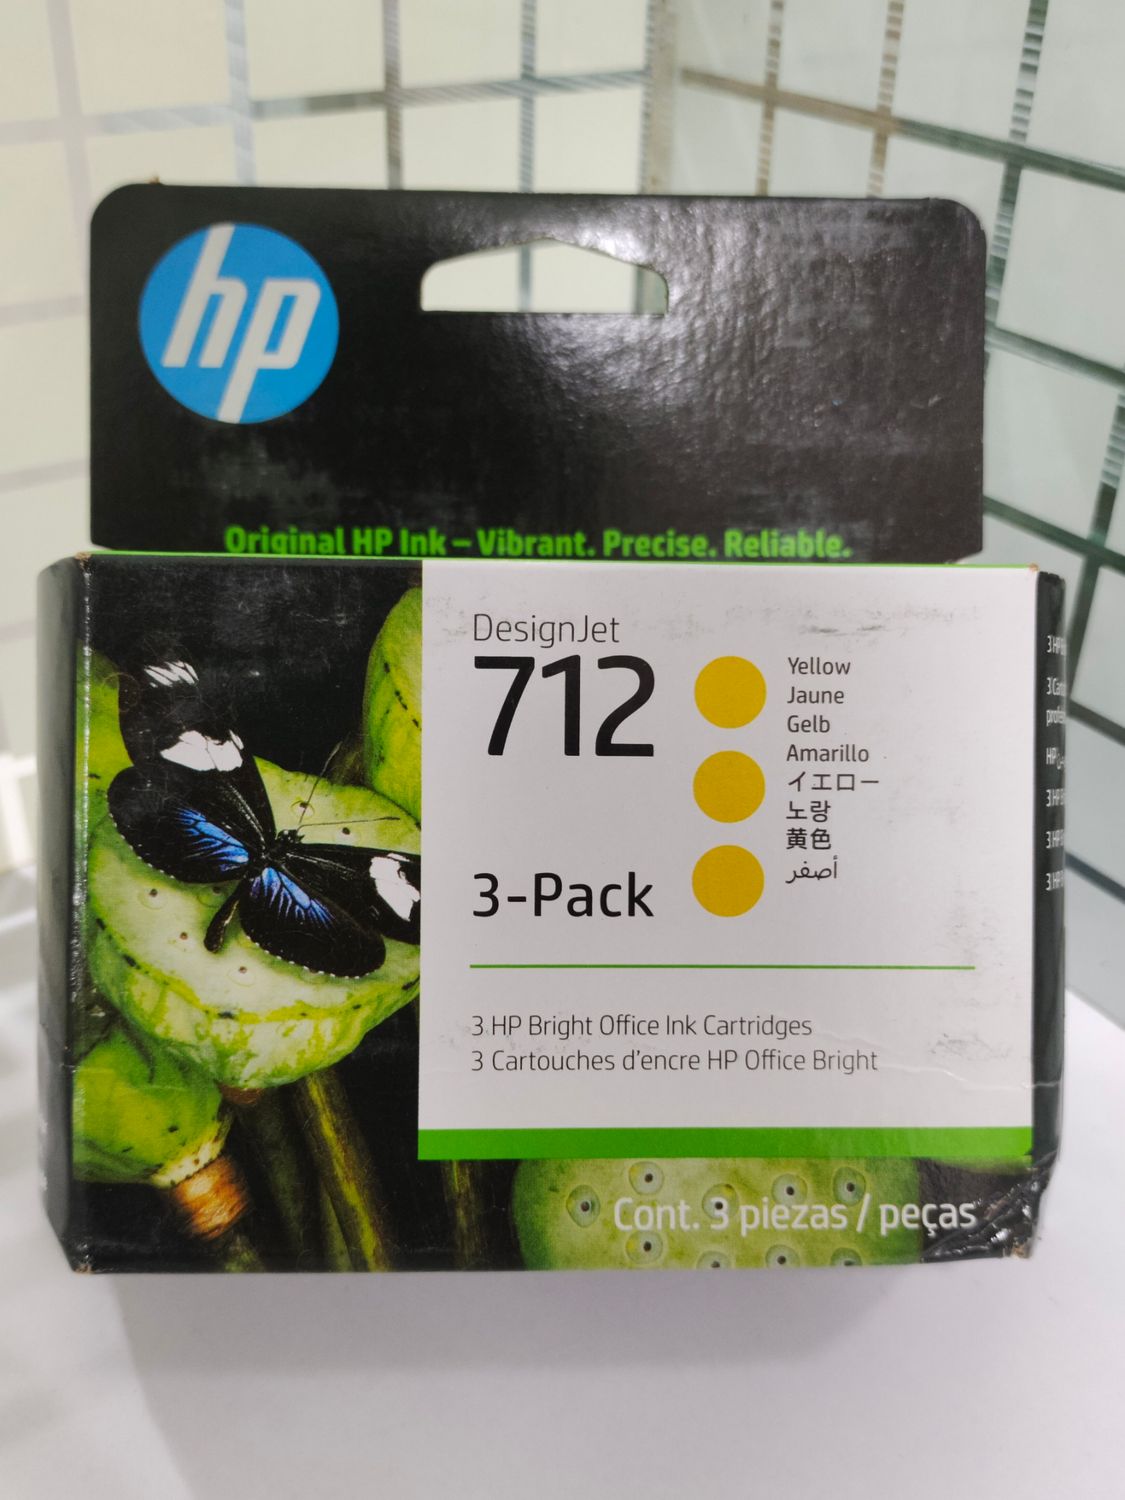 hp
Original HP Ink – Vibrant. Precise. Reliable.
DesignJet
712
3-Pack
Yellow
Jaune
Gelb
Amarillo
イエロー
노랑
黄色
أصفر
3 HP Bright Office Ink Cartridges
3 Cartouches d'encre HP Office Bright
Cont. 3 piezas / peças